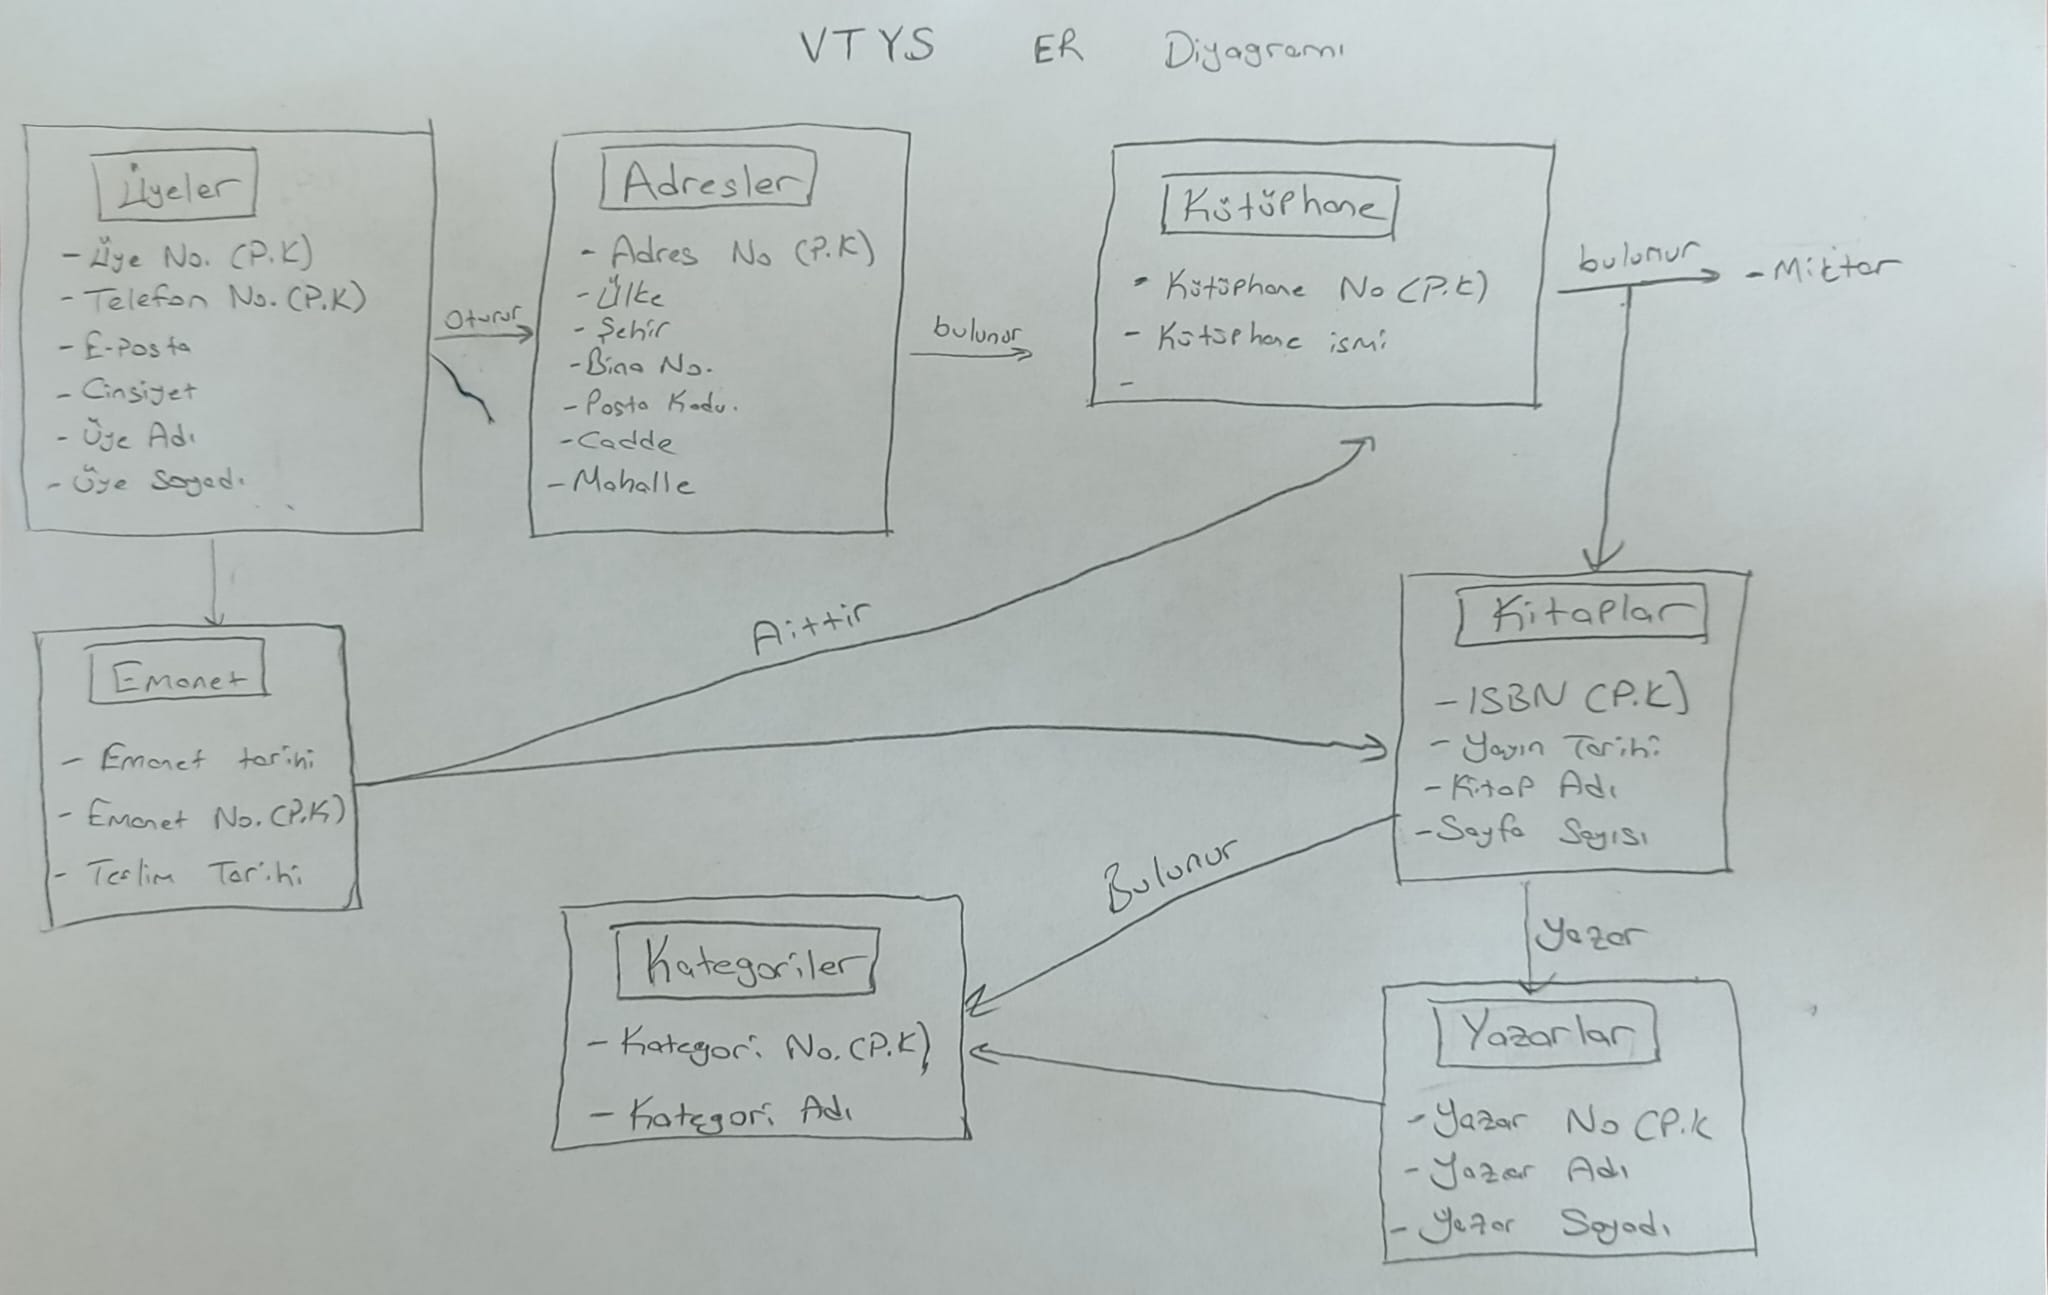 VTYS ER Diyagramı
Üyeler
- Üye No. (P.K)
- Telefon No. (P.K)
- E-Posta
- Cinsiyet
- Üye Adı
- Üye Soyadı
Oturur
Adresler
- Adres No (P.K)
- Ülke
- Şehir
- Bina No.
- Posta Kodu.
- Cadde
- Mahalle
bulunur
Kütüphane
- Kütüphane No (P.K)
- Kütüphane ismi
-
bulunur
- Miktar
Aittir
Emanet
- Emanet tarihi
- Emanet No. (P.K)
- Teslim Tarihi
Kitaplar
- ISBN (P.K)
- Yayın Tarihi
- Kitap Adı
- Sayfa Sayısı
Bulunur
Yazar
Kategoriler
- Kategori No. (P.K)
- Kategori Adı
Yazarlar
- Yazar No (P.K
- Yazar Adı
- Yazar Soyadı